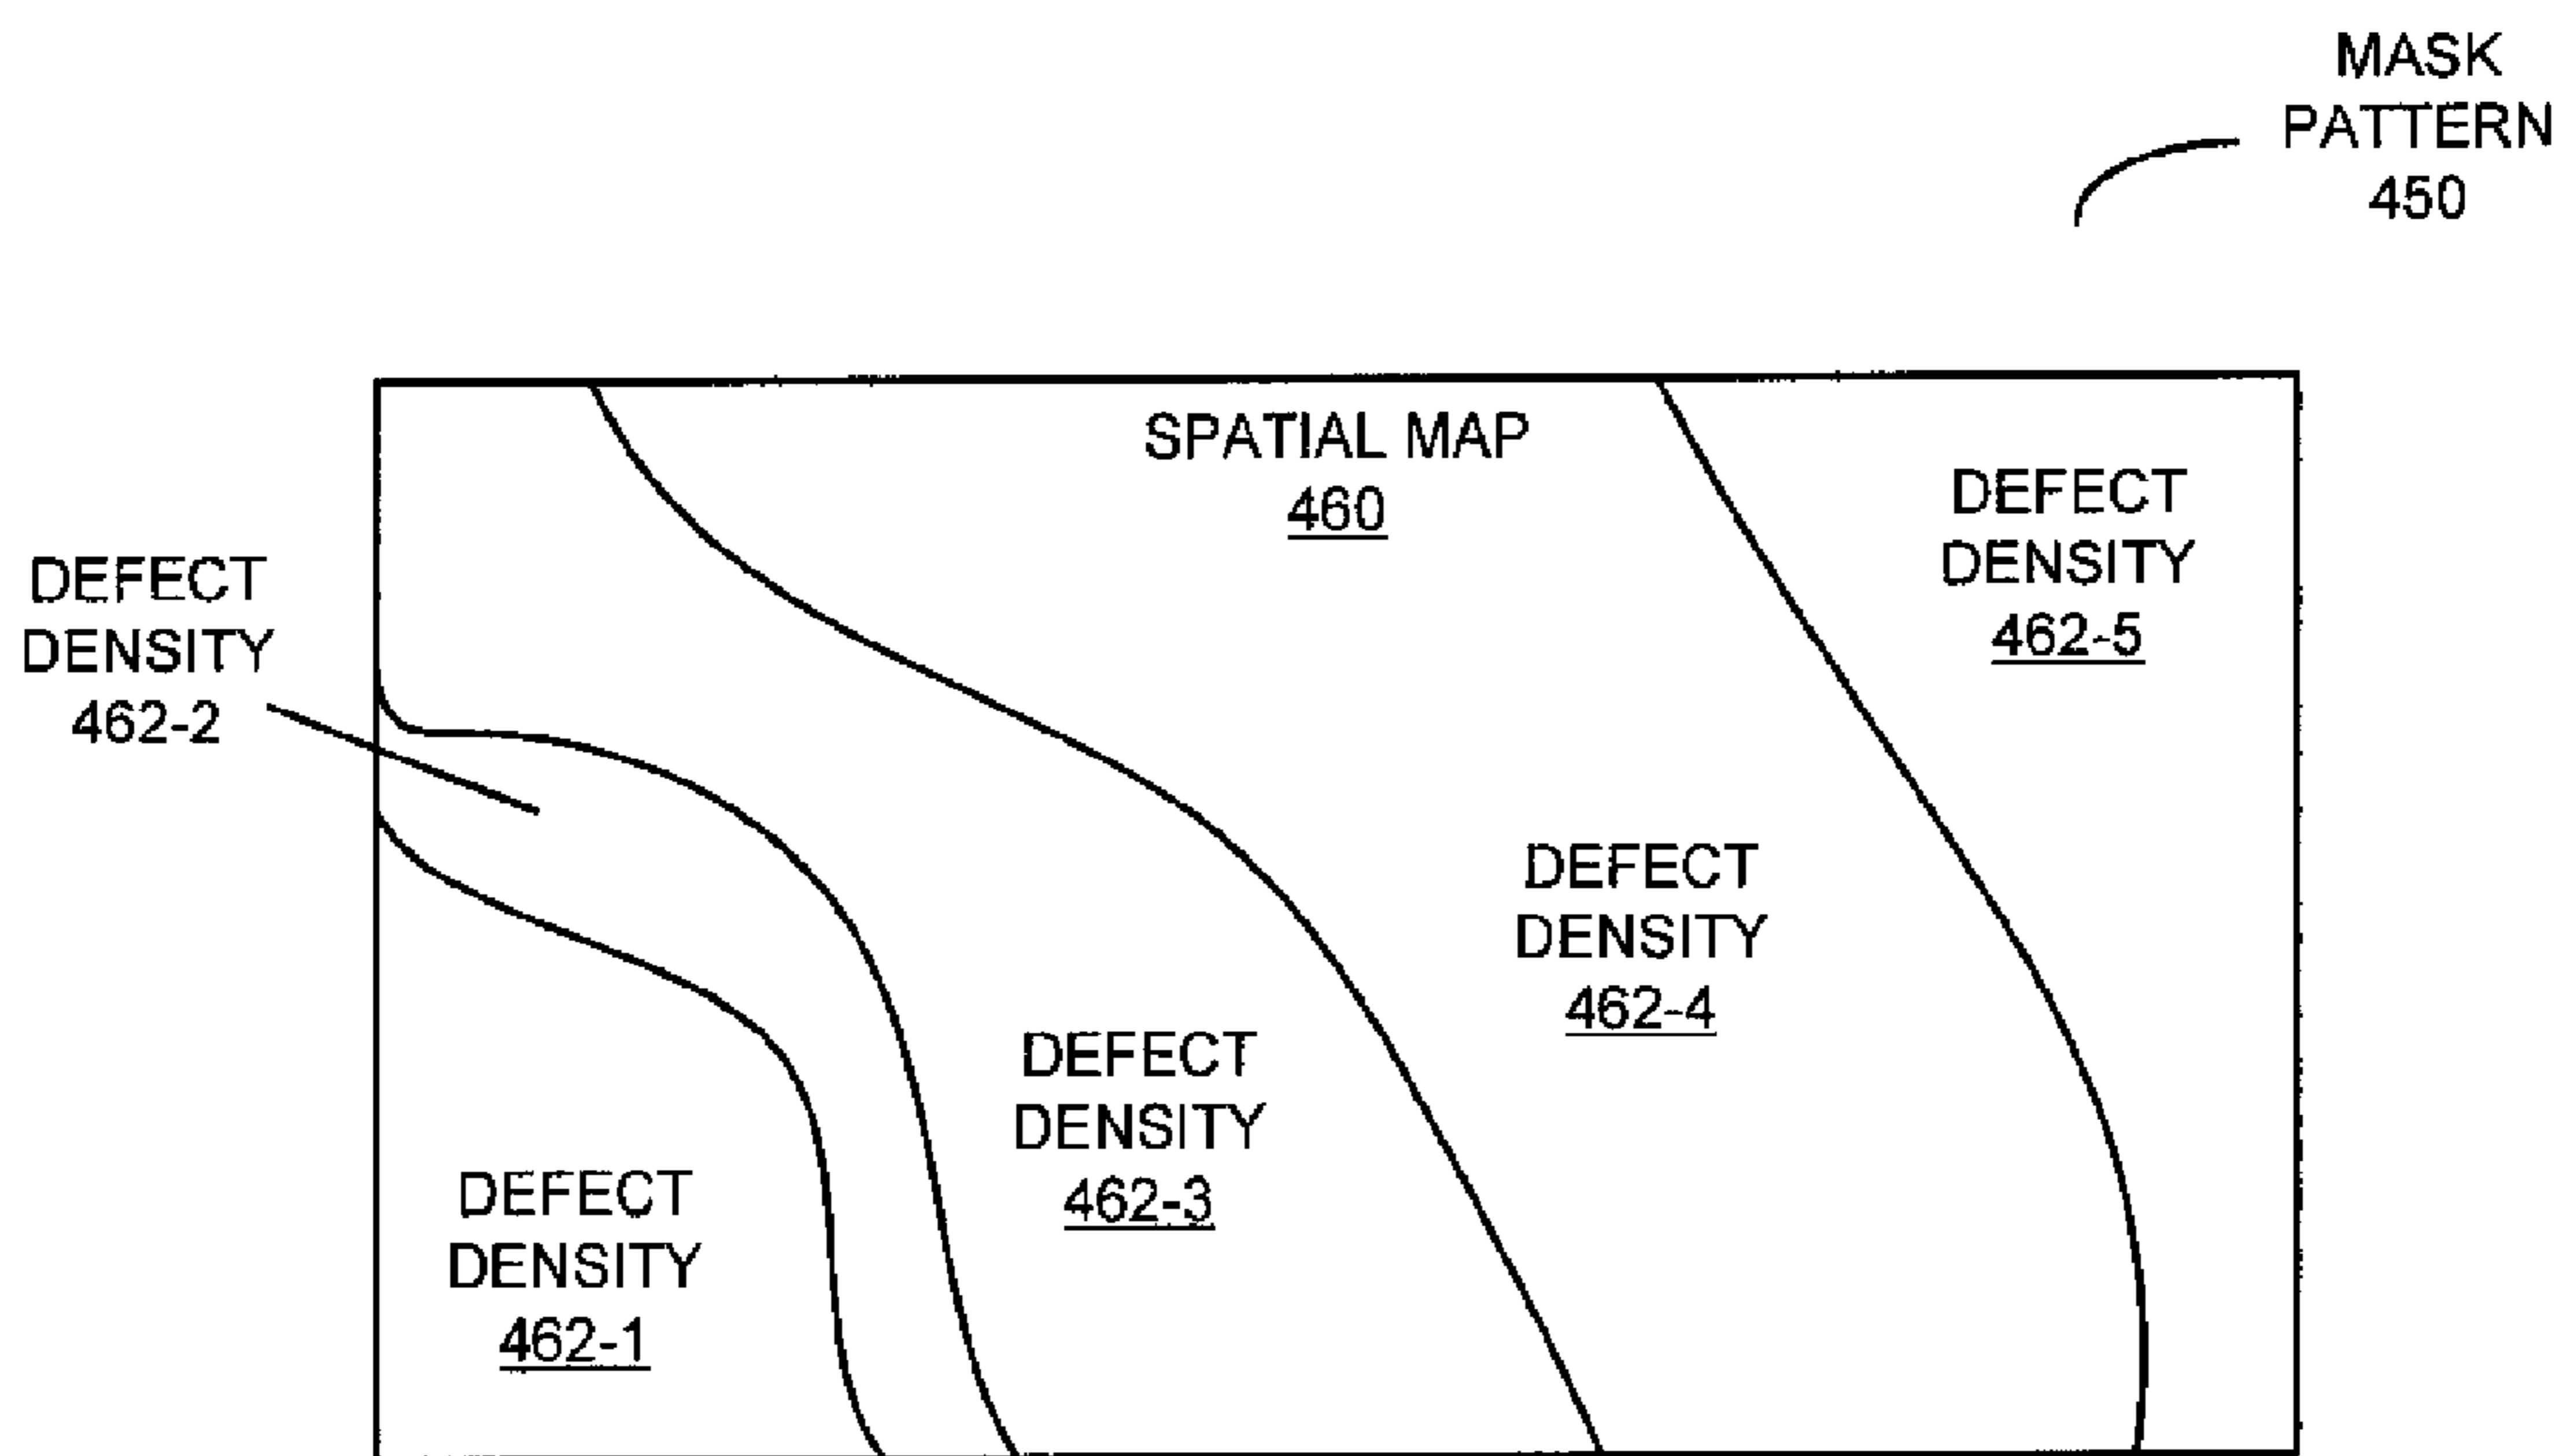 MASK
PATTERN
450
SPATIAL MAP
460
DEFECT
DENSITY
462-5
DEFECT
DENSITY
462-2
DEFECT
DENSITY
462-4
DEFECT
DENSITY
462-3
DEFECT
DENSITY
462-1